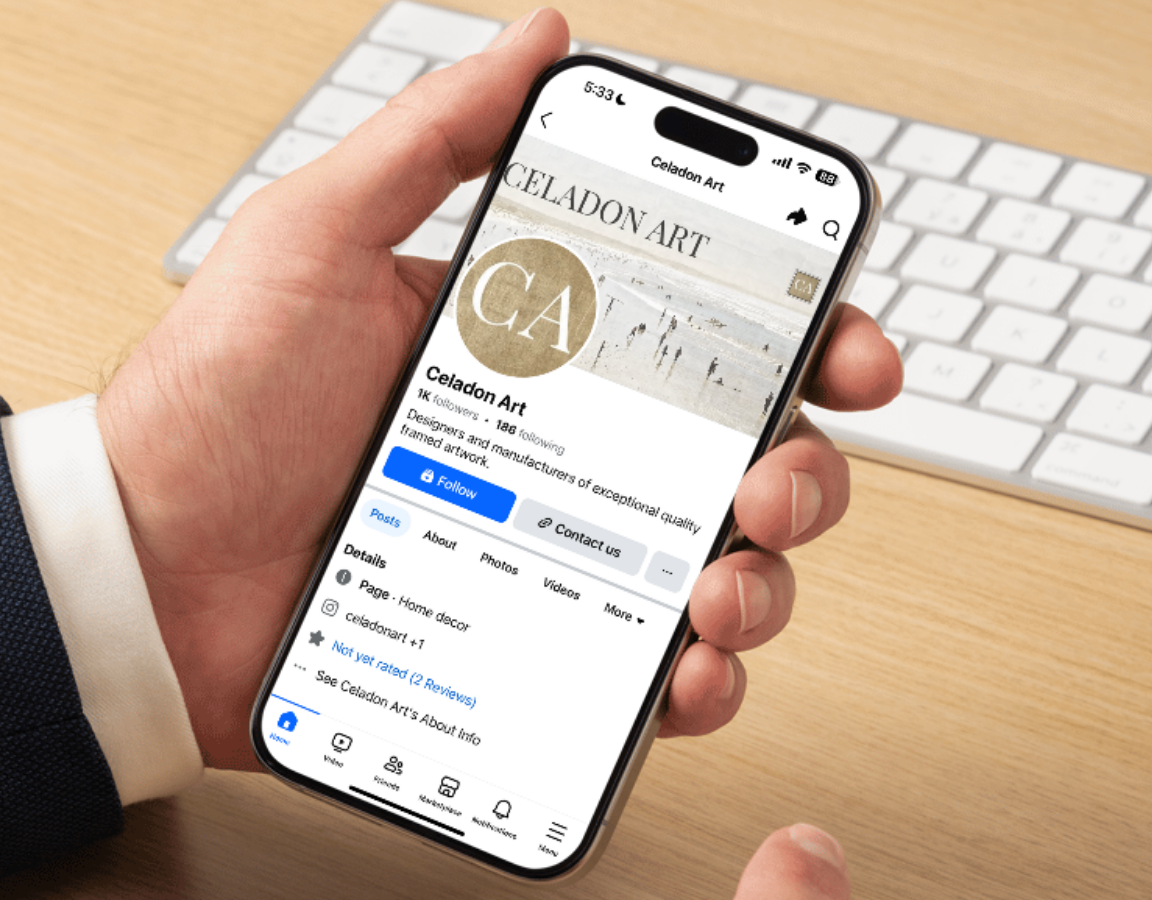 5:33
88
Celadon Art
CELADON ART
CA
CA
Celadon Art
1K followers • 186 following
Designers and manufacturers of exceptional quality
framed artwork.
Follow
Contact us
...
Posts
About
Photos
Videos
More
Details
Page · Home decor
celadonart +1
Not yet rated (2 Reviews)
... See Celadon Art's About Info
Home
Video
Friends
Marketplace
Notifications
Menu
U
I
O
J
K
L
M
command